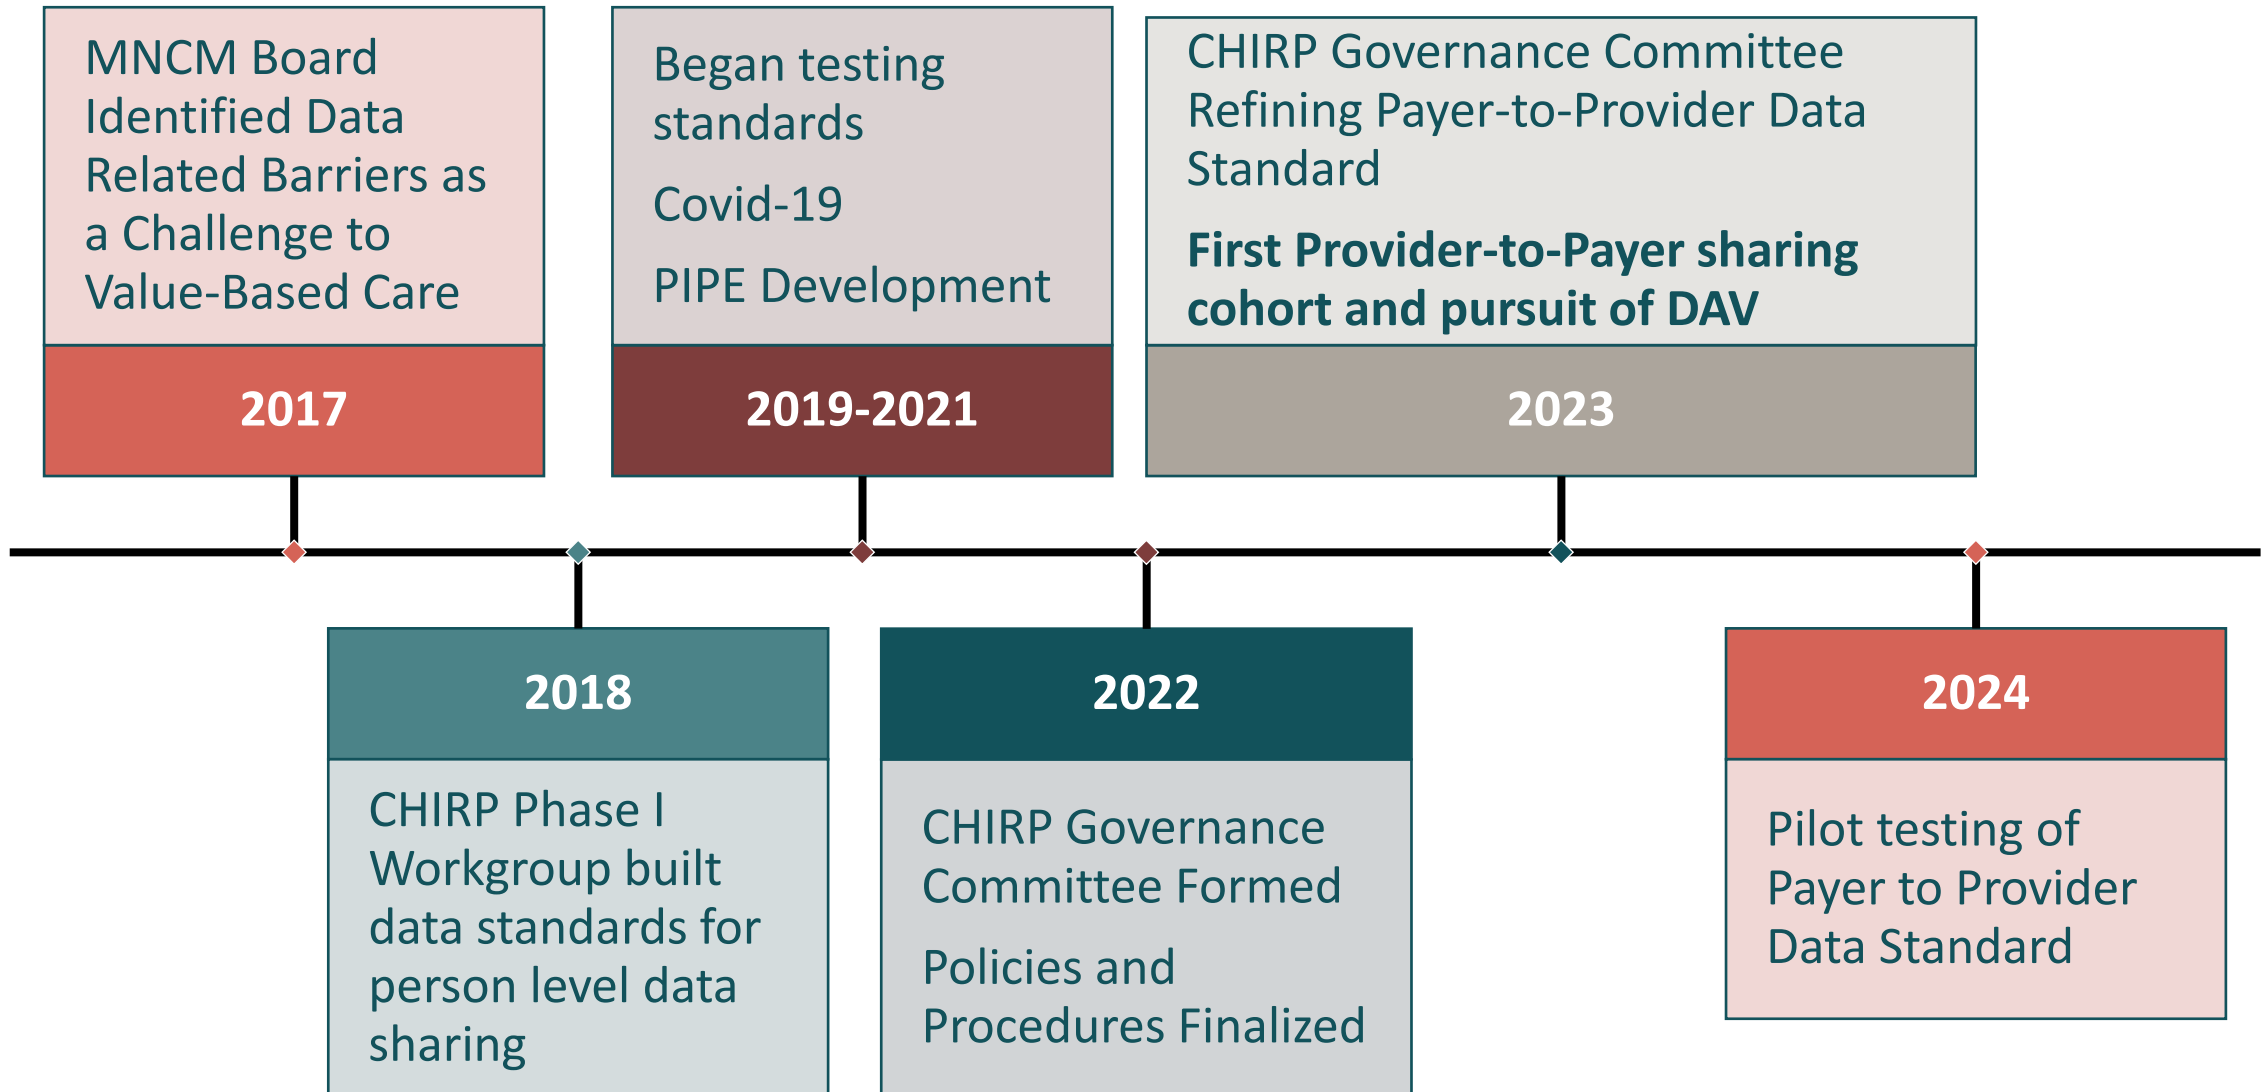 MNCM Board
Identified Data
Related Barriers as
a Challenge to
Value-Based Care
2017
CHIRP Phase I
Workgroup built
data standards for
person level data
sharing
2018
Began testing
standards
Covid-19
PIPE Development
2019-2021
2022
CHIRP Governance
Committee Formed
Policies and
Procedures Finalized
CHIRP Governance Committee
Refining Payer-to-Provider Data
Standard
First Provider-to-Payer sharing
cohort and pursuit of DAV
2023
2024
Pilot testing of
Payer to Provider
Data Standard